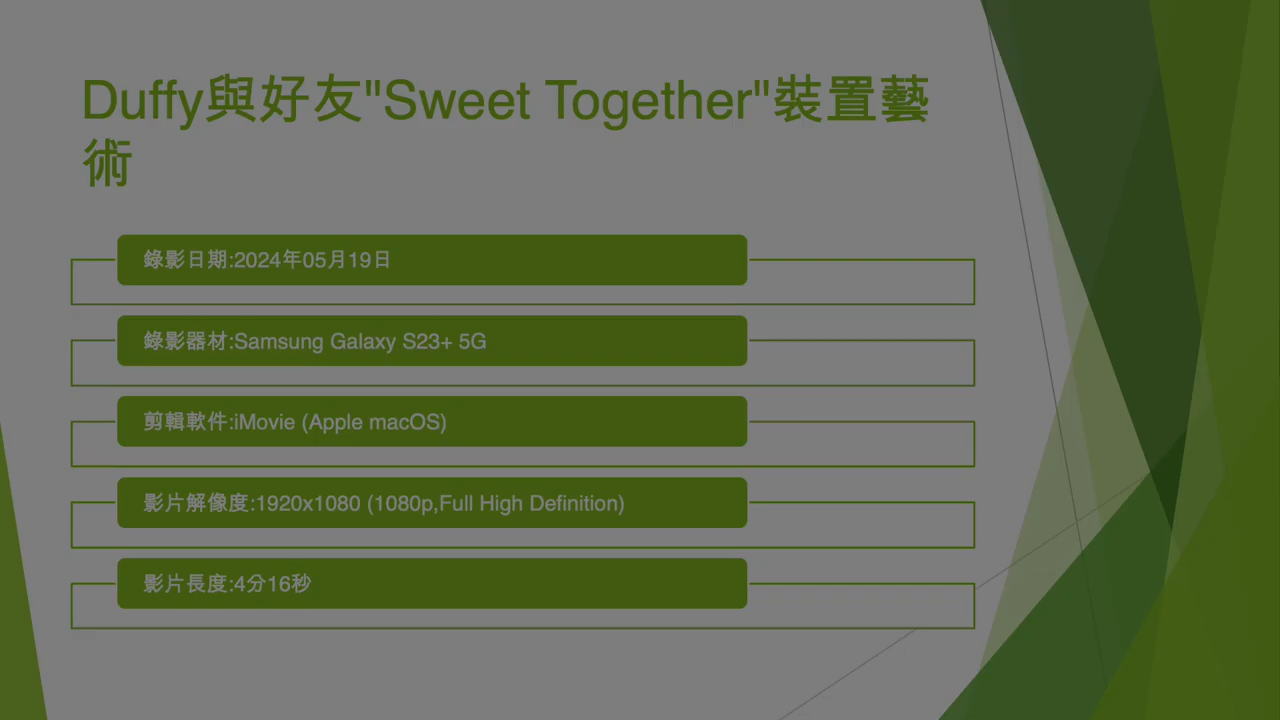 Duffy與好友"Sweet Together"裝置藝
術
錄影日期:2024年05月19日
錄影器材:Samsung Galaxy S23+ 5G
剪輯軟件:iMovie (Apple macOS)
影片解像度:1920x1080 (1080p,Full High Definition)
影片長度:4分16秒